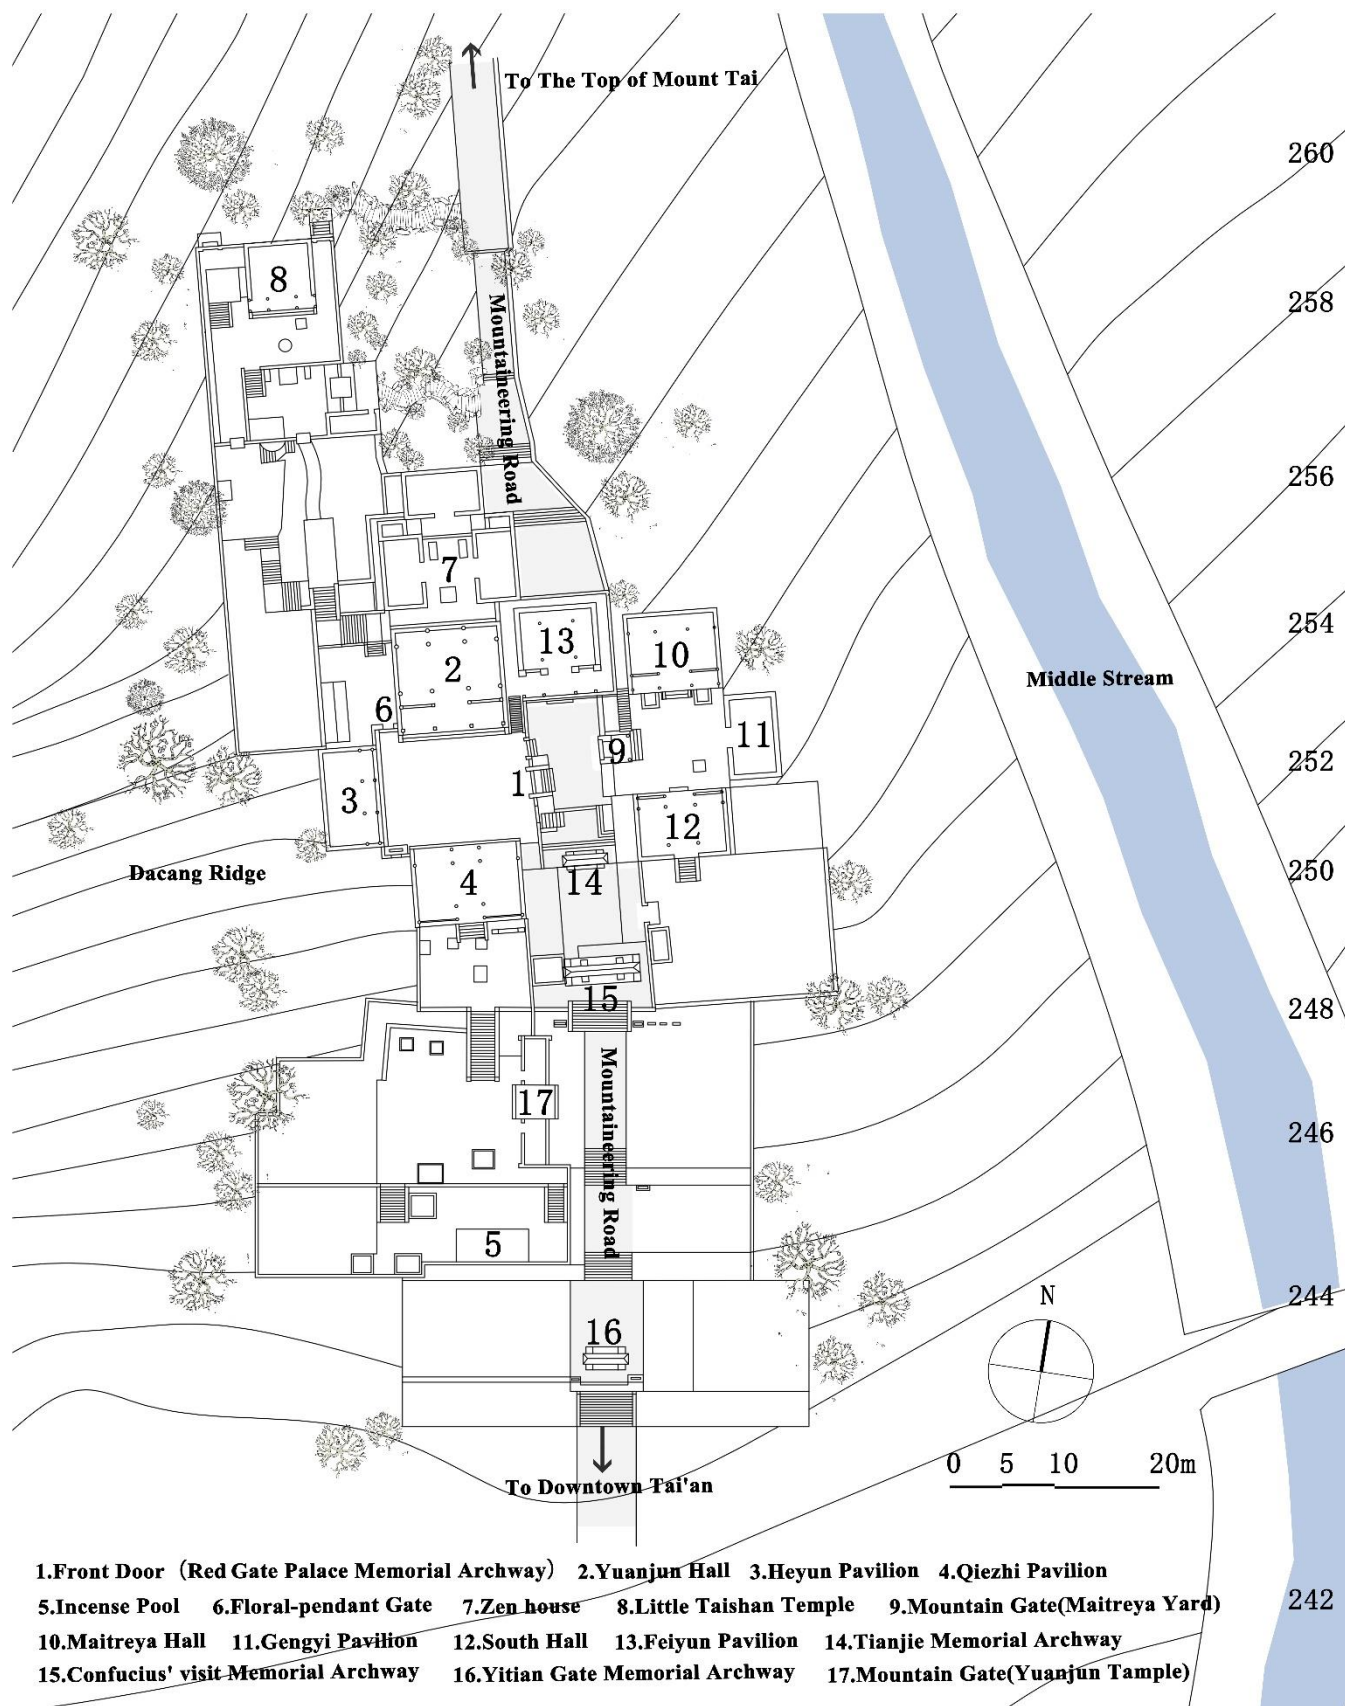 To The Top of Mount Tai
260
8
258
Mountaineering Road
256
7
254
13
2
10
Middle Stream
6
11
9
252
1
3
12
Dacang Ridge
4
14
250
15
248
Mountaineering Road
17
246
5
N
244
16
0 5 10 20m
To Downtown Tai'an
1.Front Door（Red Gate Palace Memorial Archway） 2.Yuanjun Hall 3.Heyun Pavilion 4.Qiezhi Pavilion
5.Incense Pool 6.Floral-pendant Gate 7.Zen house 8.Little Taishan Temple 9.Mountain Gate(Maitreya Yard)
242
10.Maitreya Hall 11.Gengyi Pavilion 12.South Hall 13.Feiyun Pavilion 14.Tianjie Memorial Archway
15.Confucius' visit Memorial Archway 16.Yitian Gate Memorial Archway 17.Mountain Gate(Yuanjun Tample)